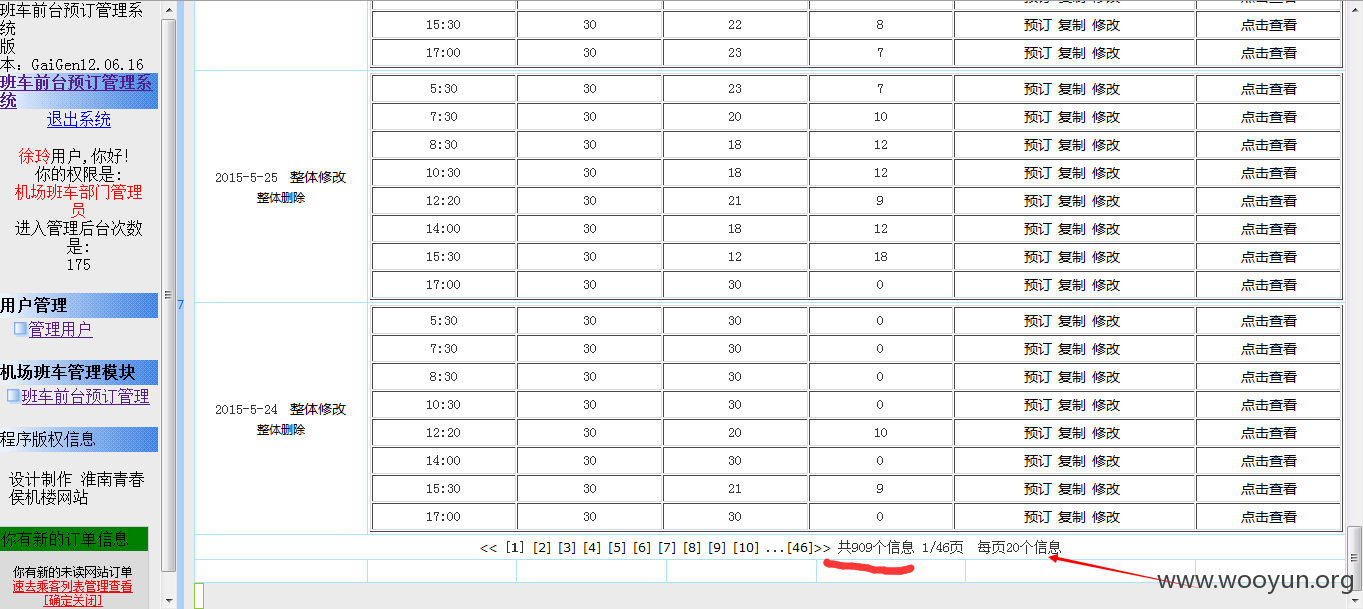 班车前台预订管理系
统
版
本: GaiGen12.06.16
班车前台预订管理系
统
退出系统
徐玲用户,你好!
你的权限是:
机场班车部门管理
员
进入管理后台次数
是:
175
用户管理
管理用户
机场班车管理模块
班车前台预订管理
程序版权信息
设计制作 淮南青春
侯机楼网站
你有新的订单信息
你有新的未读网站订单
速去乘客列表管理查看
[确定关闭]
7
15:30 30 22 8 预订 复制 修改 点击查看
17:00 30 23 7 预订 复制 修改 点击查看
2015-5-25 整体修改
整体删除
5:30 30 23 7 预订 复制 修改 点击查看
7:30 30 20 10 预订 复制 修改 点击查看
8:30 30 18 12 预订 复制 修改 点击查看
10:30 30 18 12 预订 复制 修改 点击查看
12:20 30 21 9 预订 复制 修改 点击查看
14:00 30 18 12 预订 复制 修改 点击查看
15:30 30 12 18 预订 复制 修改 点击查看
17:00 30 30 0 预订 复制 修改 点击查看
2015-5-24 整体修改
整体删除
5:30 30 30 0 预订 复制 修改 点击查看
7:30 30 30 0 预订 复制 修改 点击查看
8:30 30 30 0 预订 复制 修改 点击查看
10:30 30 30 0 预订 复制 修改 点击查看
12:20 30 20 10 预订 复制 修改 点击查看
14:00 30 30 0 预订 复制 修改 点击查看
15:30 30 21 9 预订 复制 修改 点击查看
17:00 30 30 0 预订 复制 修改 点击查看
<< [1] [2] [3] [4] [5] [6] [7] [8] [9] [10] ...[46]>> 共909个信息 1/46页 每页20个信息
www.wooyun.org